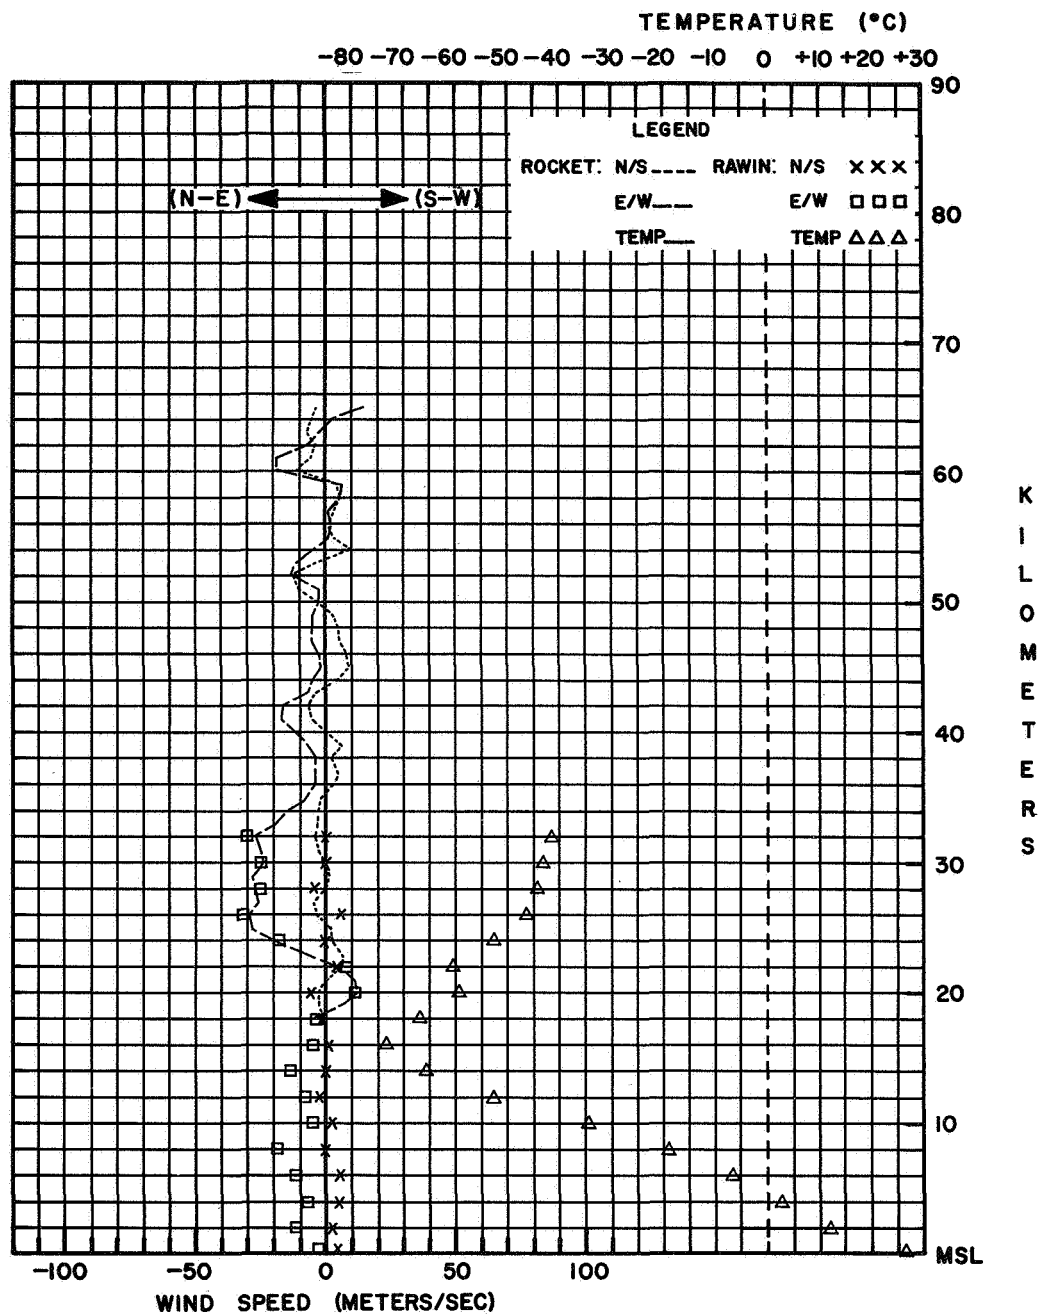 TEMPERATURE (°C)
-80 -70 -60 -50 -40 -30 -20 -10 0 +10 +20 +30
LEGEND
ROCKET: N/S RAWIN: N/S
E/W E/W
TEMP TEMP
(N-E) (S-W)
90
80
70
60
50
40
30
20
10
MSL
KILOMETERS
-100 -50 0 50 100
WIND SPEED (METERS/SEC)